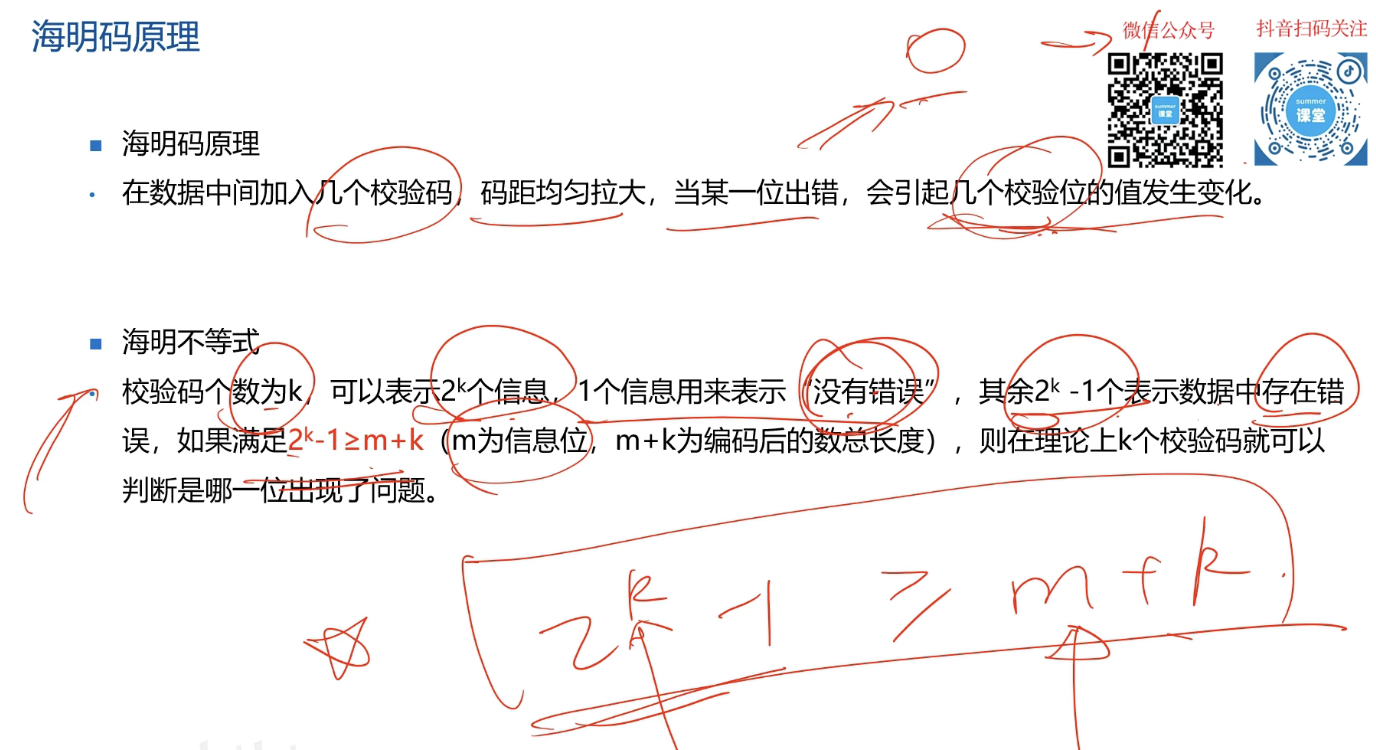 海明码原理
微信公众号
抖音扫码关注
summer
课堂
summer
课堂
海明码原理
在数据中间加入几个校验码，码距均匀拉大，当某一位出错，会引起几个校验位的值发生变化。
海明不等式
校验码个数为k，可以表示2ᵏ个信息，1个信息用来表示“没有错误”，其余2ᵏ -1个表示数据中存在错
误，如果满足2ᵏ-1≥m+k（m为信息位，m+k为编码后的数总长度），则在理论上k个校验码就可以
判断是哪一位出现了问题。
2ᵏ -1 ≥ m+k